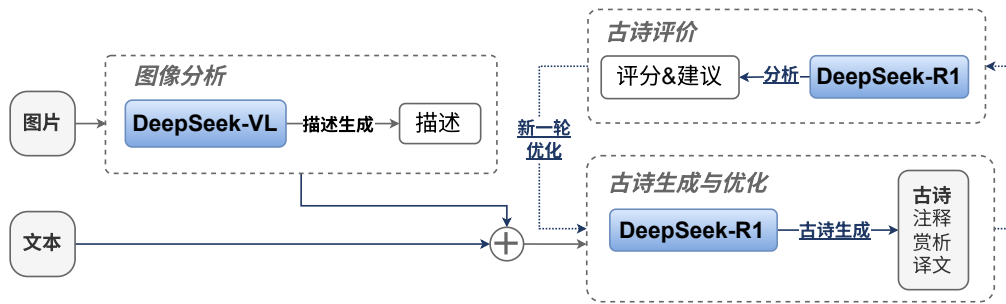 图像分析
图片
DeepSeek-VL
描述生成
描述
文本
古诗评价
评分&建议
分析
DeepSeek-R1
新一轮
优化
古诗生成与优化
DeepSeek-R1
古诗生成
古诗
注释
赏析
译文